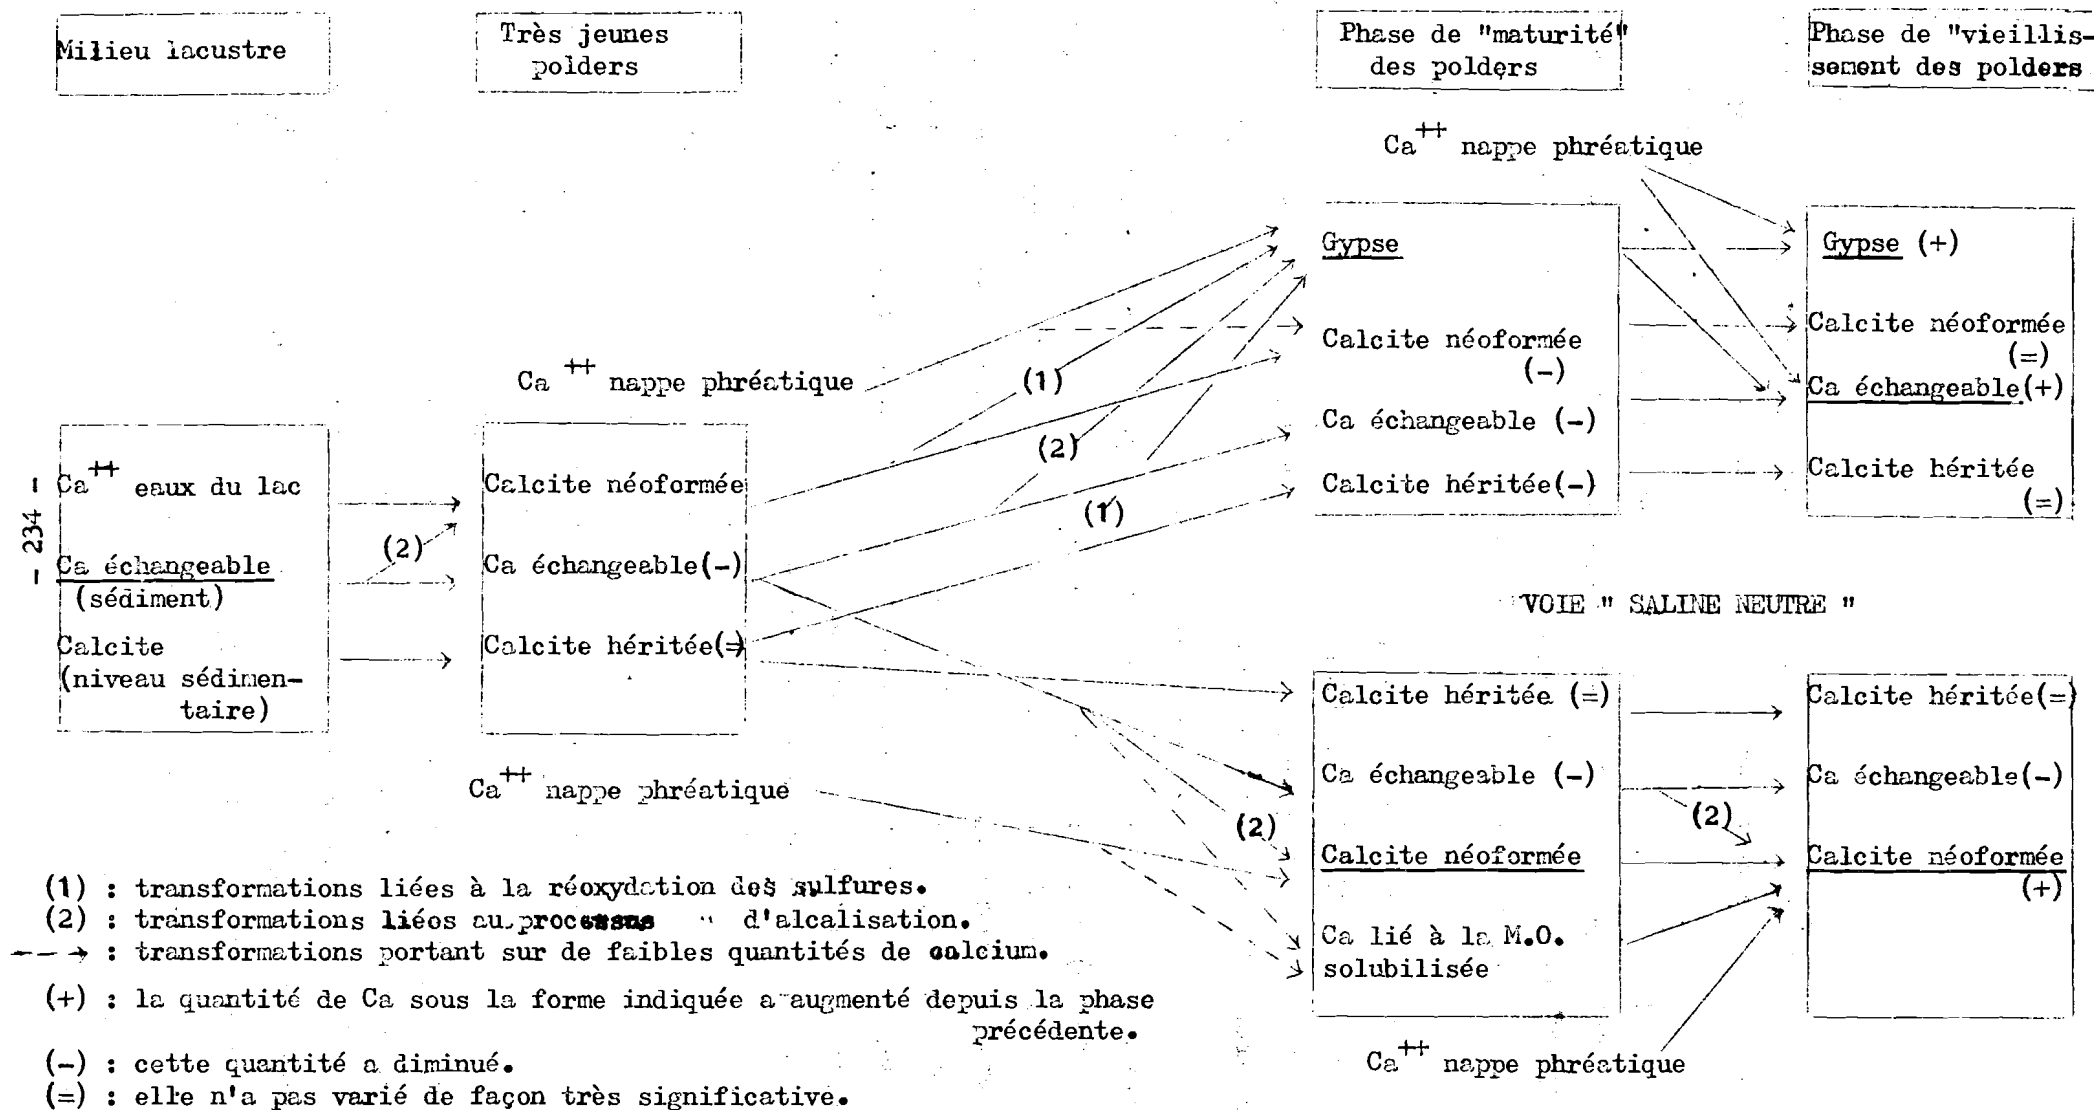 Milieu lacustre
Très jeunes
polders
Phase de "maturité"
des polders
Phase de "vieillis-
sement des polders
Ca++ nappe phréatique
Gypse
Calcite néoformée
(-)
Ca échangeable (-)
Calcite héritée(-)
Gypse (+)
Calcite néoformée
(=)
Ca échangeable(+)
Calcite héritée
(=)
Ca ++ nappe phréatique
(1)
(2)
(1)
- 234 -
Ca++ eaux du lac
Ca échangeable
(sédiment)
Calcite
(niveau sédimen-
taire)
(2)
Calcite néoformée
Ca échangeable(-)
Calcite héritée(=)
VOIE " SALINE NEUTRE "
Calcite héritée (=)
Ca échangeable (-)
Calcite néoformée
Ca lié à la M.O.
solubilisée
Calcite héritée(=)
Ca échangeable(-)
Calcite néoformée
(+)
(2)
(2)
Ca++ nappe phréatique
Ca++ nappe phréatique
(1) : transformations liées à la réoxydation des sulfures.
(2) : transformations liées au processus " d'alcalisation.
--→ : transformations portant sur de faibles quantités de calcium.
(+) : la quantité de Ca sous la forme indiquée a augmenté depuis la phase
précédente.
(-) : cette quantité a diminué.
(=) : elle n'a pas varié de façon très significative.